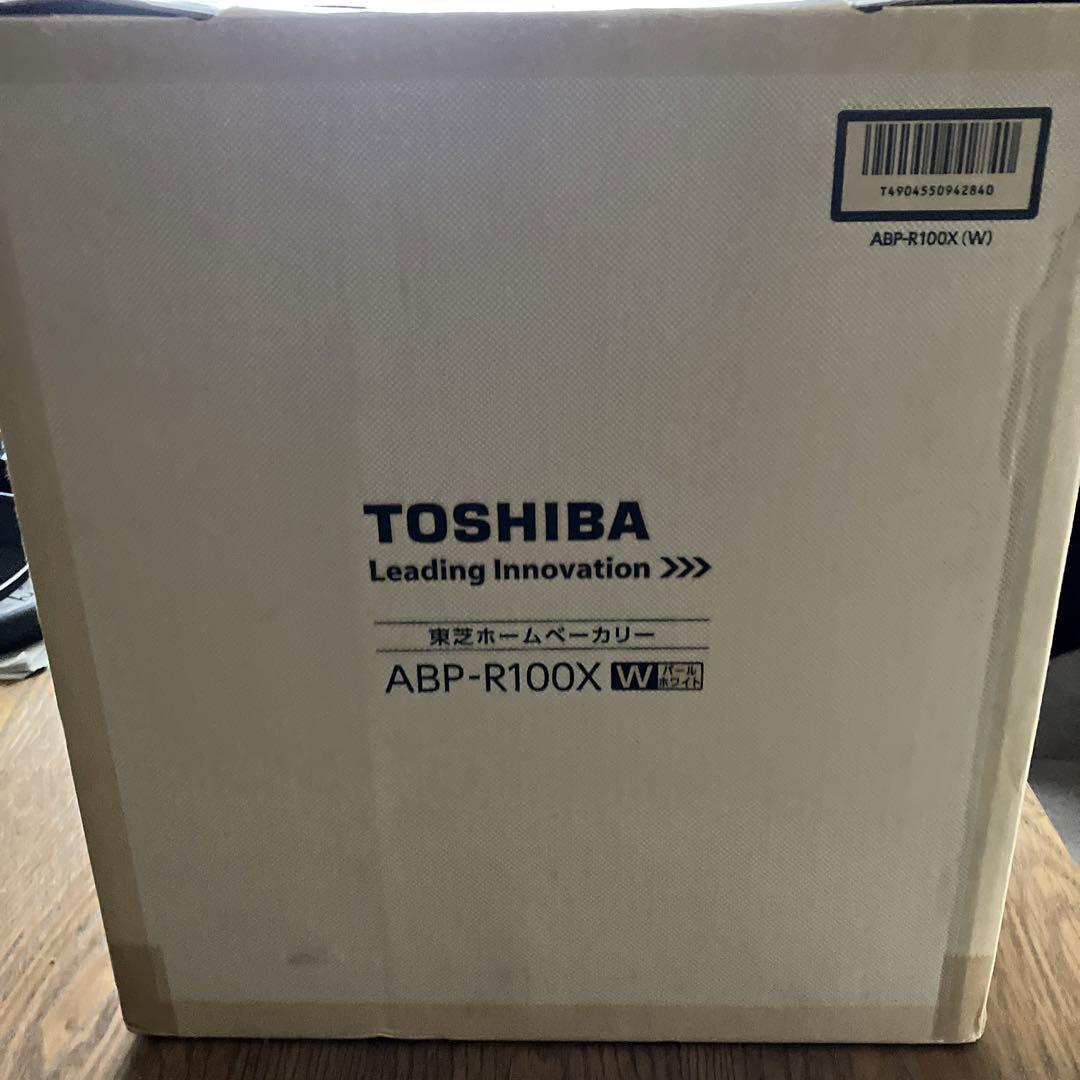 T4904550942840
ABP-R100X(W)
TOSHIBA
Leading Innovation >>>
東芝ホームベーカリー
ABP-R100X W パール
ホワイト